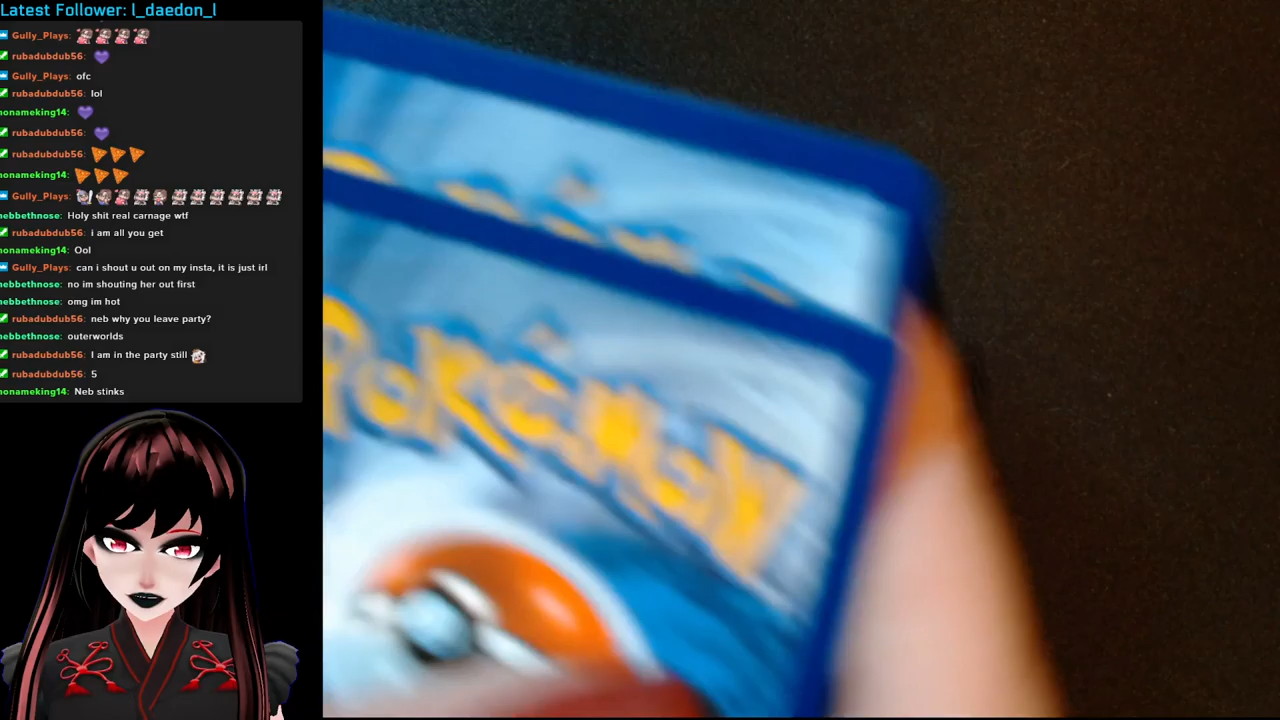 Latest Follower: l_daedon_l
Gully_Plays:
rubadubdub56:
Gully_Plays: ofc
rubadubdub56: lol
nonameking14:
rubadubdub56:
rubadubdub56:
nonameking14:
Gully_Plays:
nebbethnose: Holy shit real carnage wtf
rubadubdub56: i am all you get
nonameking14: Ool
Gully_Plays: can i shout u out on my insta, it is just irl
nebbethnose: no im shouting her out first
nebbethnose: omg im hot
rubadubdub56: neb why you leave party?
nebbethnose: outerworlds
rubadubdub56: I am in the party still
rubadubdub56: 5
nonameking14: Neb stinks
Pokémon